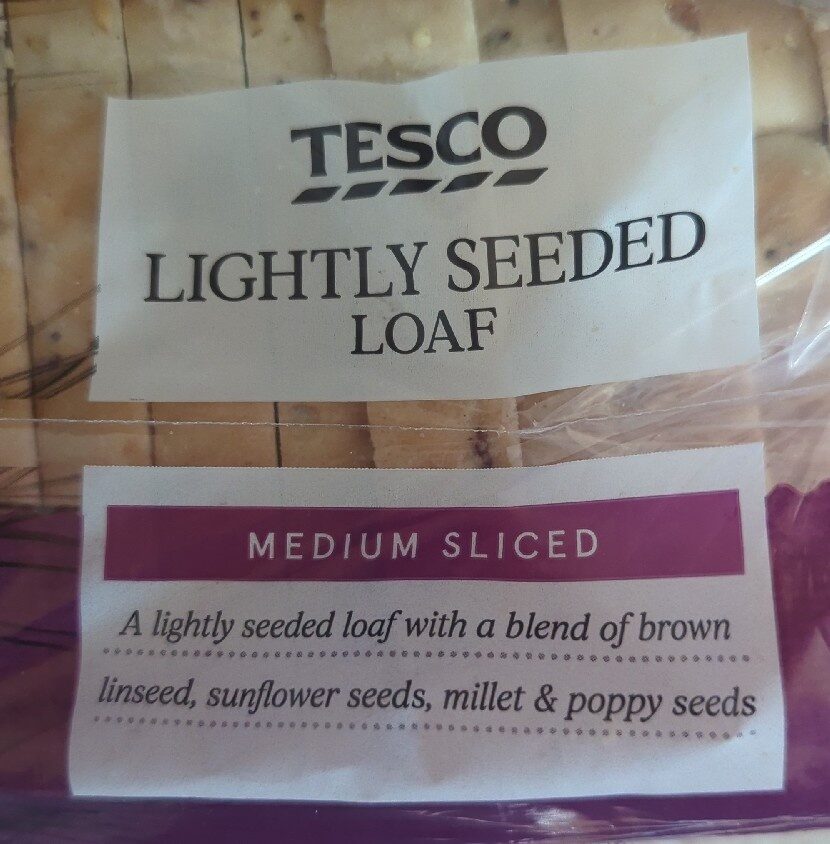 TESCO
LIGHTLY SEEDED
LOAF
MEDIUM SLICED
A lightly seeded loaf with a blend of brown
linseed, sunflower seeds, millet & poppy seeds